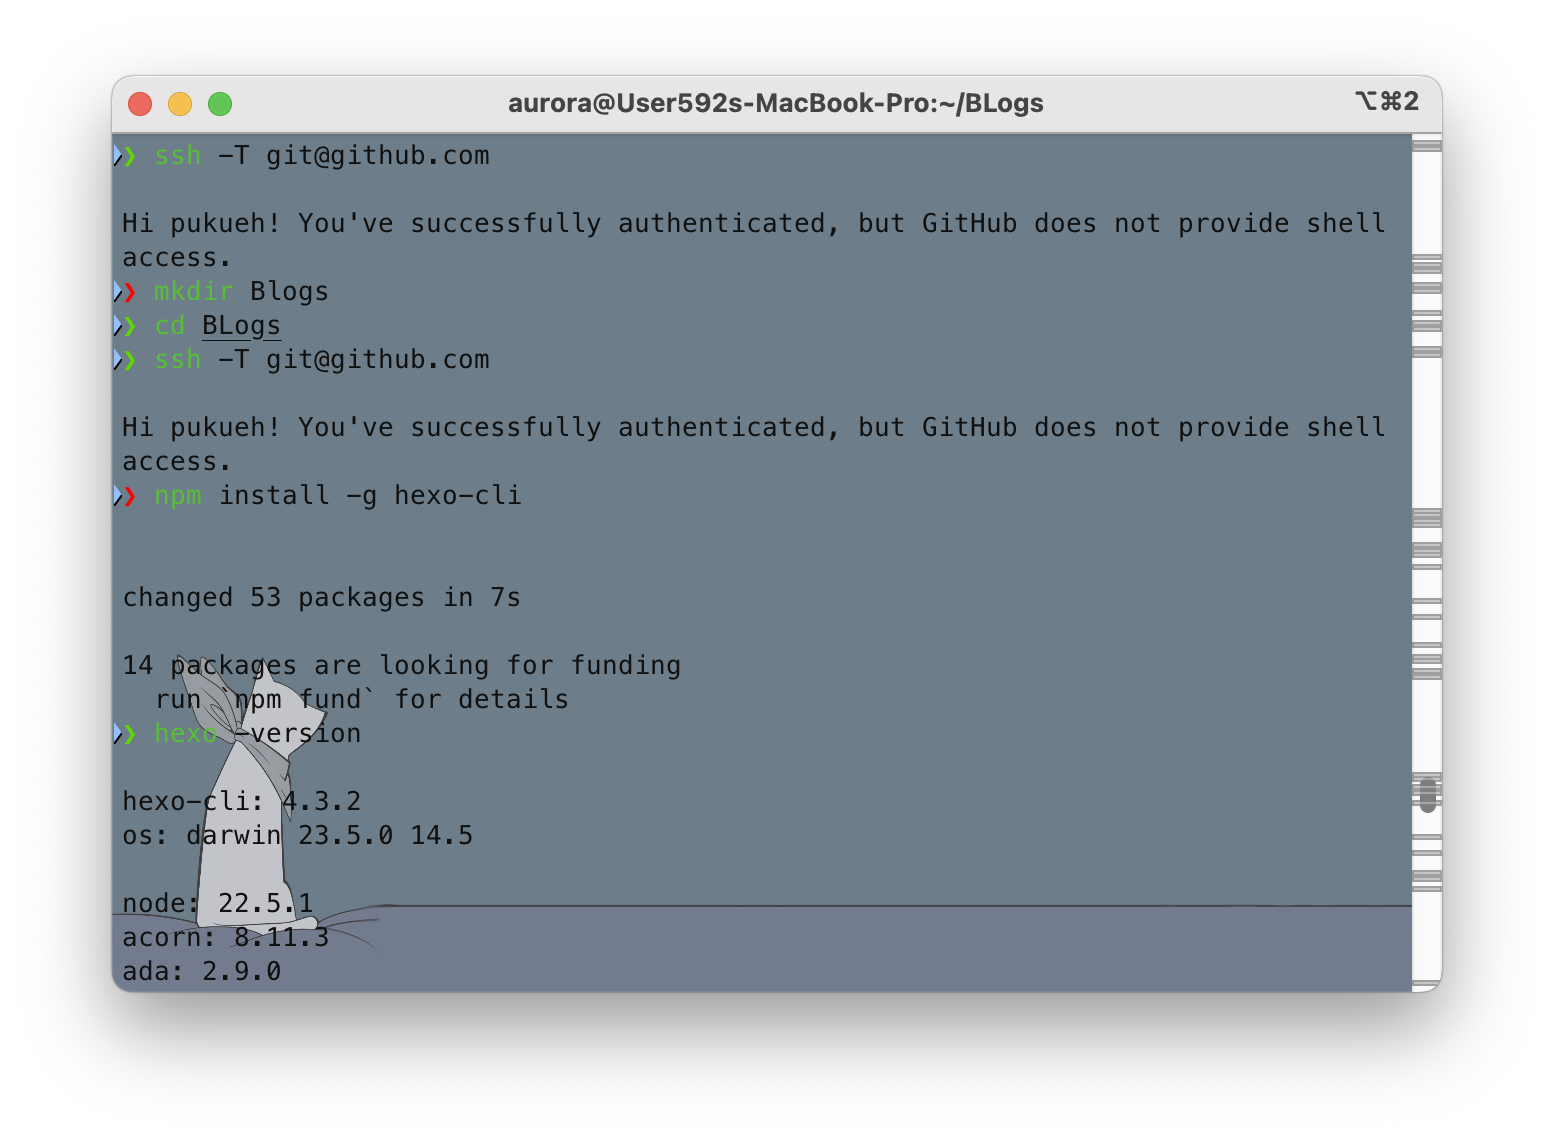 aurora@User592s-MacBook-Pro:~/BLogs
⌥⌘2
❯ ssh -T git@github.com
Hi pukueh! You've successfully authenticated, but GitHub does not provide shell
access.
❯ mkdir Blogs
❯ cd BLogs
❯ ssh -T git@github.com
Hi pukueh! You've successfully authenticated, but GitHub does not provide shell
access.
❯ npm install -g hexo-cli
changed 53 packages in 7s
14 packages are looking for funding
run `npm fund` for details
❯ hexo -version
hexo-cli: 4.3.2
os: darwin 23.5.0 14.5
node: 22.5.1
acorn: 8.11.3
ada: 2.9.0